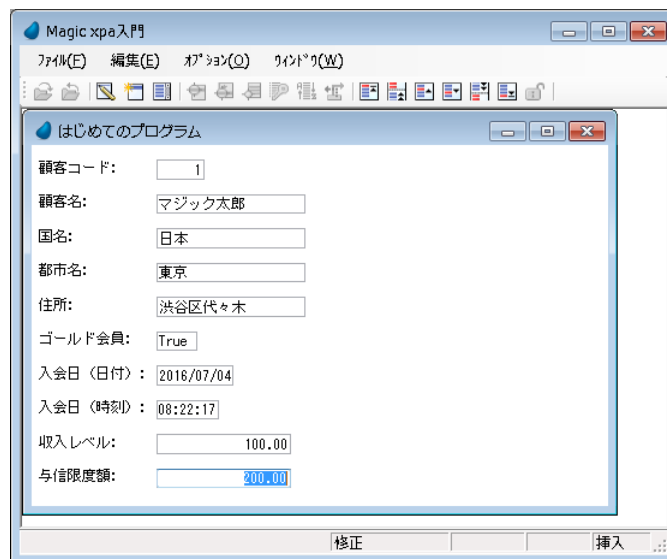 Magic xpa入門
ファイル(F) 編集(E) オプション(O) ウィンドウ(W)
はじめてのプログラム
顧客コード: 1
顧客名: マジック太郎
国名: 日本
都市名: 東京
住所: 渋谷区代々木
ゴールド会員: True
入会日（日付）: 2016/07/04
入会日（時刻）: 08:22:17
収入レベル: 100.00
与信限度額: 200.00
修正 挿入